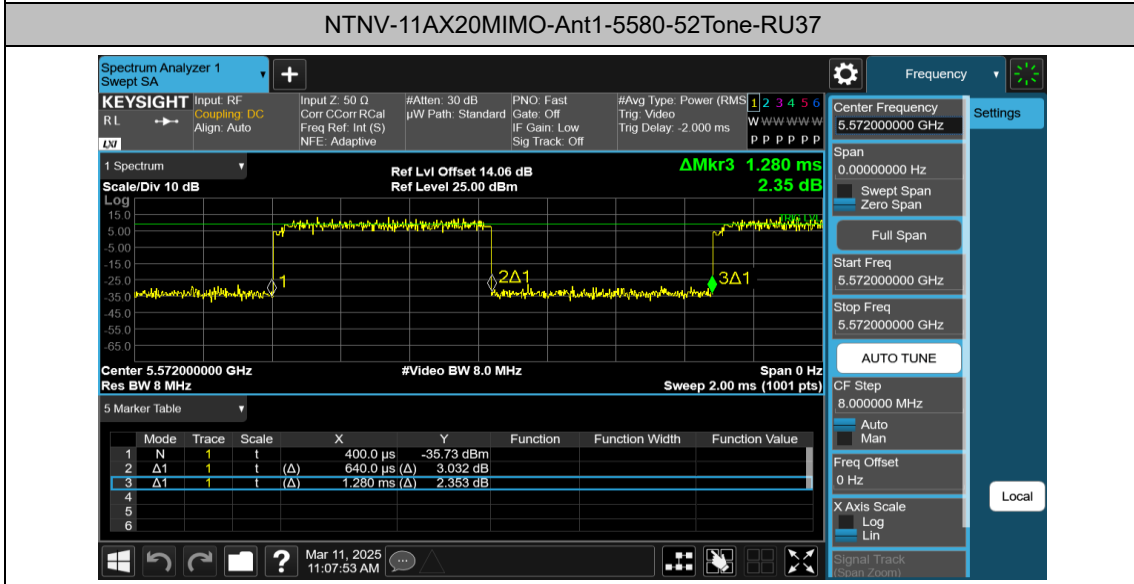 NTNV-11AX20MIMO-Ant1-5580-52Tone-RU37
Spectrum Analyzer 1
Swept SA
Frequency
KEYSIGHT
RL
LXI
Input: RF
Coupling: DC
Align: Auto
Input Z: 50 Ω
Corr CCorr RCal
Freq Ref: Int (S)
NFE: Adaptive
#Atten: 30 dB
µW Path: Standard
PNO: Fast
Gate: Off
IF Gain: Low
Sig Track: Off
#Avg Type: Power (RMS
Trig: Video
Trig Delay: -2.000 ms
1 2 3 4 5 6
W W W W W W
P P P P P P
1 Spectrum
Scale/Div 10 dB
Ref Lvl Offset 14.06 dB
Ref Level 25.00 dBm
ΔMkr3 1.280 ms
2.35 dB
Log
15.0
5.00
-5.00
-15.0
-25.0
-35.0
-45.0
-55.0
-65.0
TRIG LVL
1
2Δ1
3Δ1
Center 5.572000000 GHz
#Video BW 8.0 MHz
Span 0 Hz
Res BW 8 MHz
Sweep 2.00 ms (1001 pts)
5 Marker Table
Mode Trace Scale X Y Function Function Width Function Value
1 N 1 t 400.0 µs -35.73 dBm
2 Δ1 1 t (Δ) 640.0 µs (Δ) 3.032 dB
3 Δ1 1 t (Δ) 1.280 ms (Δ) 2.353 dB
4
5
6
Mar 11, 2025
11:07:53 AM
Center Frequency
5.572000000 GHz
Settings
Span
0.00000000 Hz
Swept Span
Zero Span
Full Span
Start Freq
5.572000000 GHz
Stop Freq
5.572000000 GHz
AUTO TUNE
CF Step
8.000000 MHz
Auto
Man
Freq Offset
0 Hz
X Axis Scale
Log
Lin
Local
Signal Track
(Span Zoom)